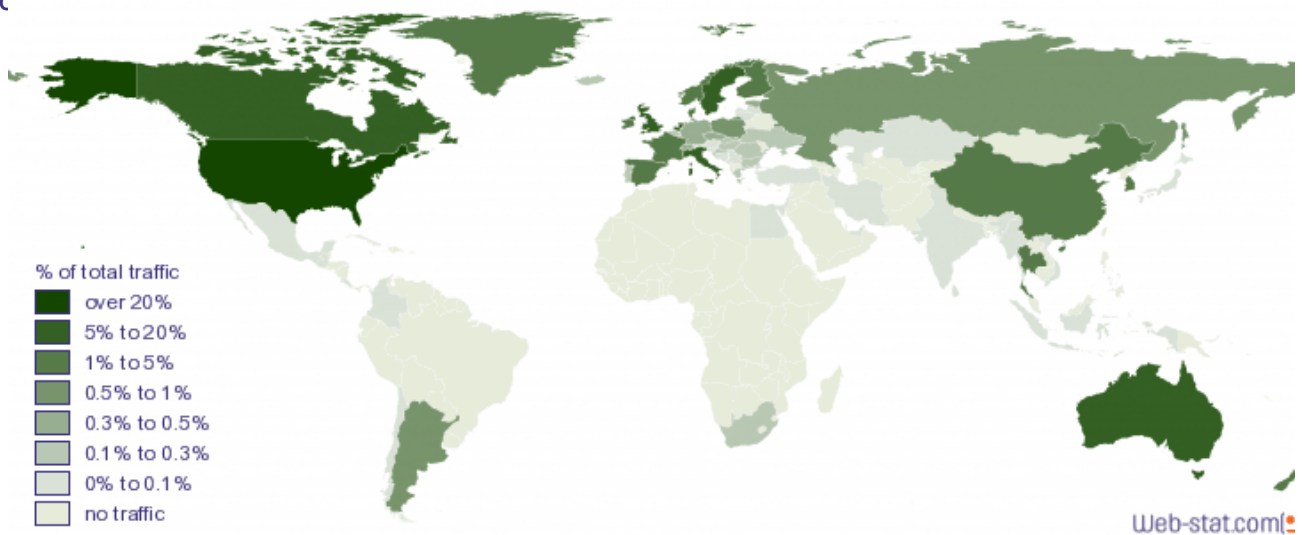 % of total traffic
over 20%
5% to 20%
1% to 5%
0.5% to 1%
0.3% to 0.5%
0.1% to 0.3%
0% to 0.1%
no traffic
Web-stat.com